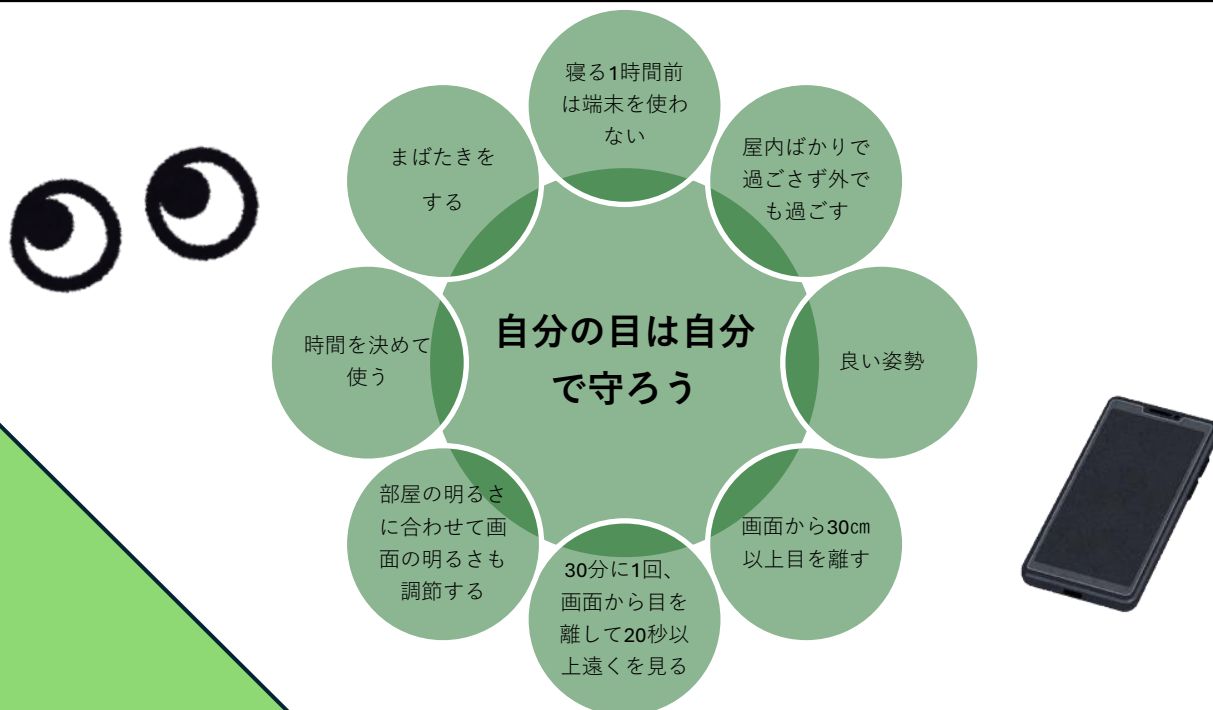 寝る1時間前
は端末を使わ
ない
屋内ばかりで
過ごさず外で
も過ごす
良い姿勢
画面から30㎝
以上目を離す
30分に1回、
画面から目を
離して20秒以
上遠くを見る
部屋の明るさ
に合わせて画
面の明るさも
調節する
時間を決めて
使う
まばたきを
する
自分の目は自分
で守ろう